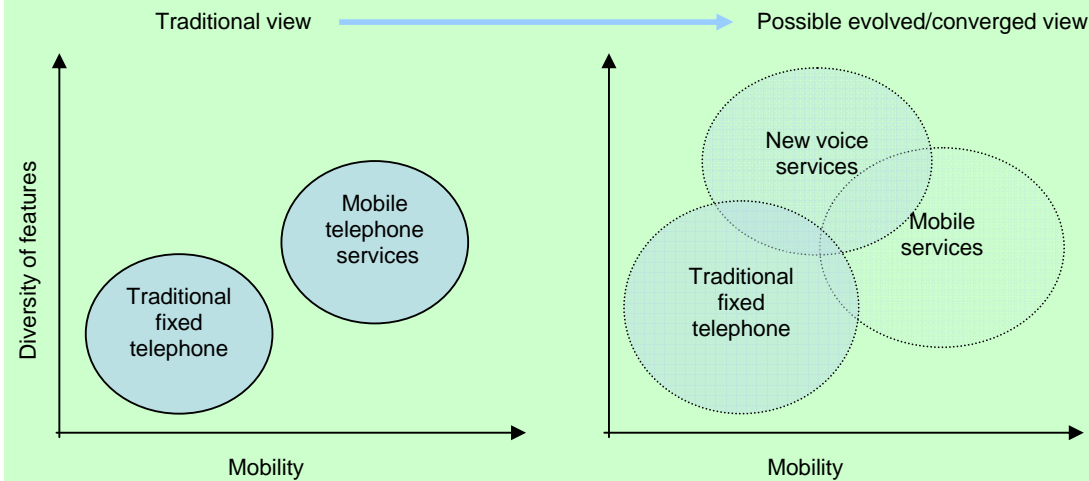 Traditional view
Possible evolved/converged view
Diversity of features
Mobile
telephone
services
Traditional
fixed
telephone
Mobility
New voice
services
Mobile
services
Traditional
fixed
telephone
Mobility